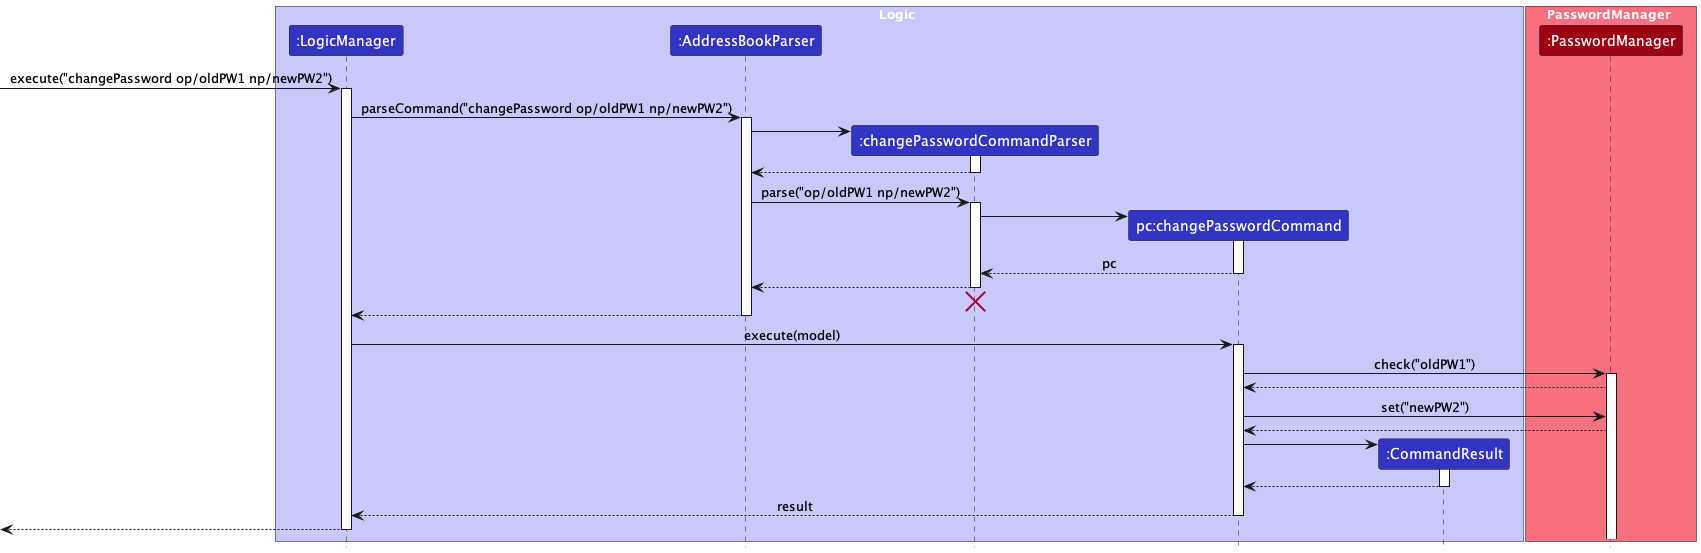 Logic
PasswordManager
:LogicManager
:AddressBookParser
:PasswordManager
execute("changePassword op/oldPW1 np/newPW2")
parseCommand("changePassword op/oldPW1 np/newPW2")
:changePasswordCommandParser
parse("op/oldPW1 np/newPW2")
pc:changePasswordCommand
pc
execute(model)
check("oldPW1")
set("newPW2")
:CommandResult
result